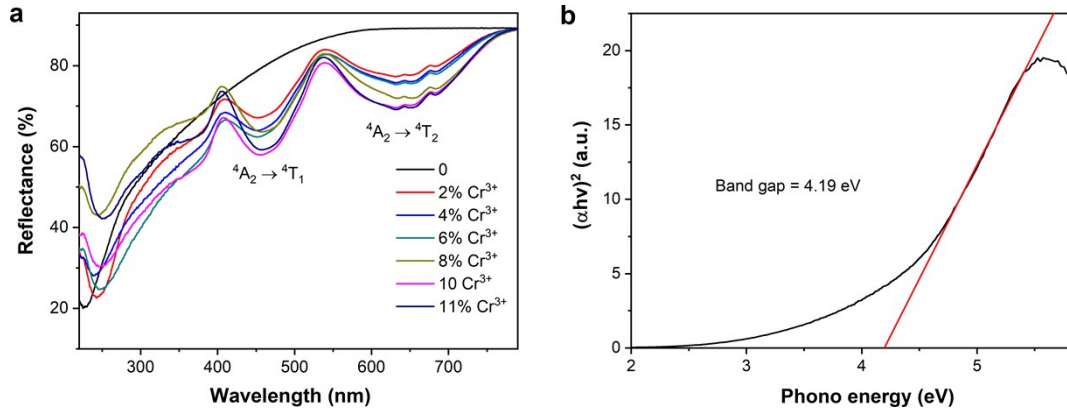 a
Reflectance (%)
80
60
40
20
⁴A₂ → ⁴T₁
⁴A₂ → ⁴T₂
0
2% Cr³⁺
4% Cr³⁺
6% Cr³⁺
8% Cr³⁺
10 Cr³⁺
11% Cr³⁺
300 400 500 600 700
Wavelength (nm)
b
(αhν)² (a.u.)
20
15
10
5
0
Band gap = 4.19 eV
2 3 4 5
Phono energy (eV)